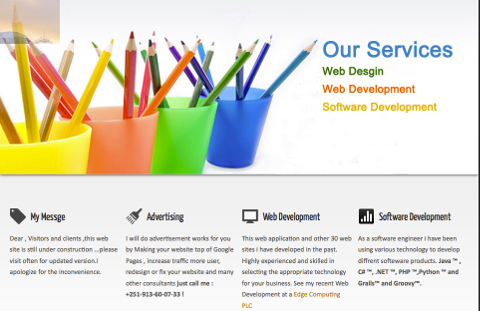 Our Services
Web Desgin
Web Development
Software Development
My Messge
Dear , Visitors and clients ,this web
site is still under construction ...please
visit often for updated version.I
apologize for the inconvenience.
Advertising
I will do advertisement works for you
by Making your website top of Google
Pages , increase traffic more user,
redesign or fix your website and many
other consultants just call me :
+251-913-60-07-33 !
Web Development
This web application and other 30 web
sites i have developed in the past.
Highly experienced and skilled in
selecting the appropriate technology
for your business. See my recent Web
Development at a Edge Computing
PLC
Software Development
As a software engineer i have been
using various technology to develop
diffrent software products. Java ™ ,
C# ™, .NET ™, PHP ™,Python ™ and
Grails™ and Groovy™.